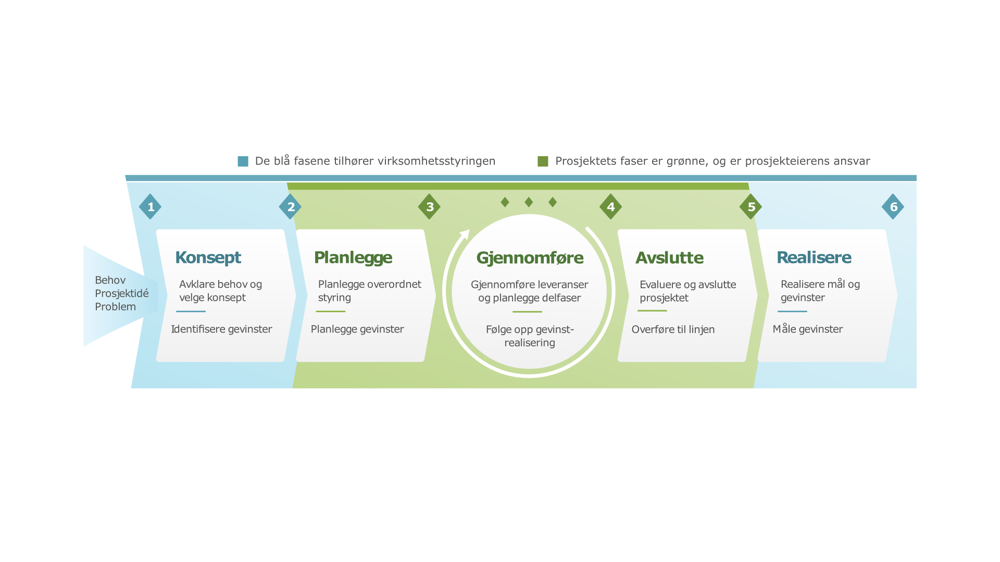 De blå fasene tilhører virksomhetsstyringen
Prosjektets faser er grønne, og er prosjekteierens ansvar
1
2
3
4
5
6
Behov
Prosjektidé
Problem
Konsept
Avklare behov og
velge konsept
Identifisere gevinster
Planlegge
Planlegge overordnet
styring
Planlegge gevinster
Gjennomføre
Gjennomføre leveranser
og planlegge delfaser
Følge opp gevinst-
realisering
Avslutte
Evaluere og avslutte
prosjektet
Overføre til linjen
Realisere
Realisere mål og
gevinster
Måle gevinster